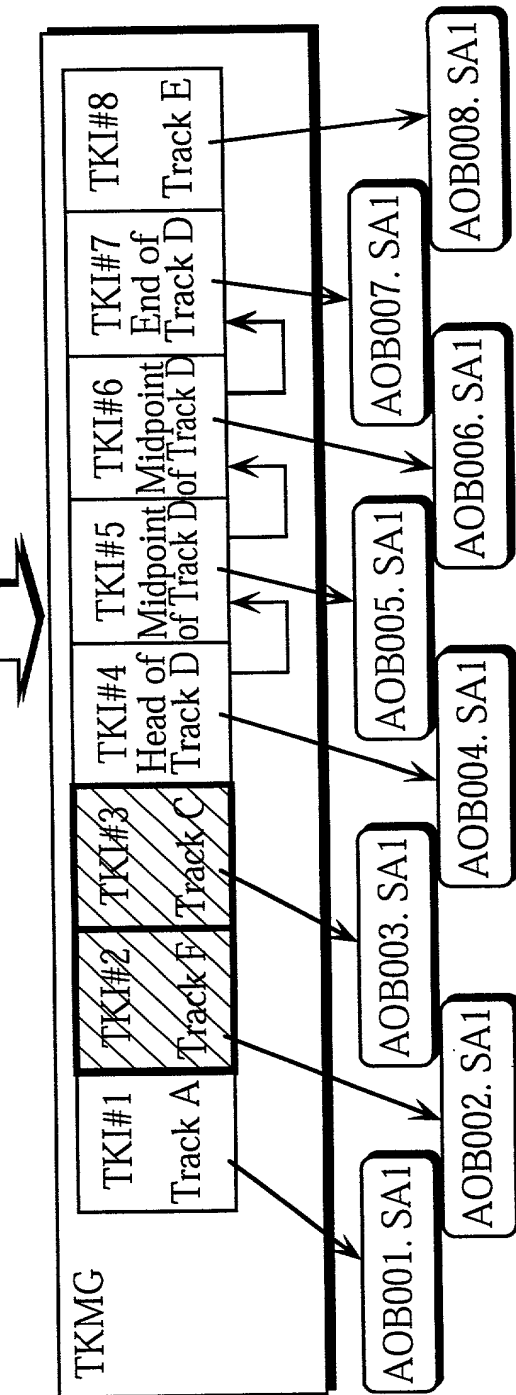 TKMG
TKI#1
Track A
TKI#2
Track F
TKI#3
Track C
TKI#4
Head of
Track D
TKI#5
Midpoint
of Track D
TKI#6
Midpoint
of Track D
TKI#7
End of
Track D
TKI#8
Track E
AOB001. SA1
AOB002. SA1
AOB003. SA1
AOB004. SA1
AOB005. SA1
AOB006. SA1
AOB007. SA1
AOB008. SA1